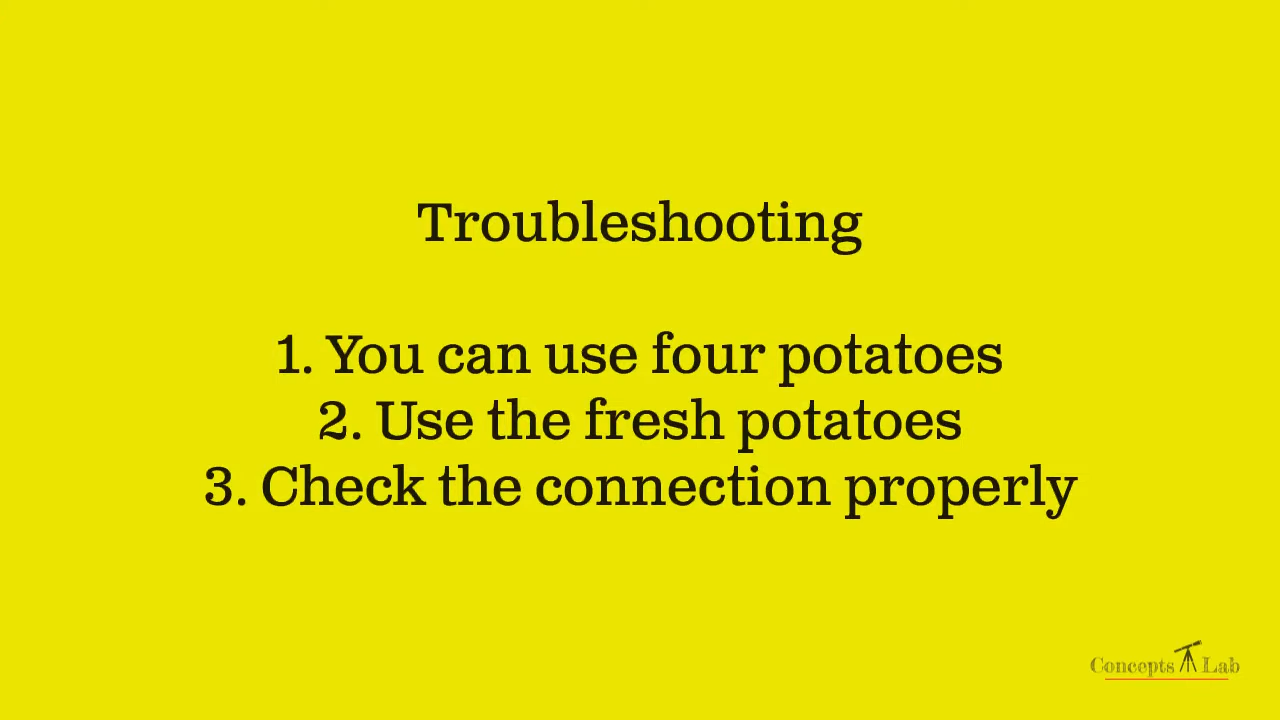 Troubleshooting
1. You can use four potatoes
2. Use the fresh potatoes
3. Check the connection properly
Concepts Lab